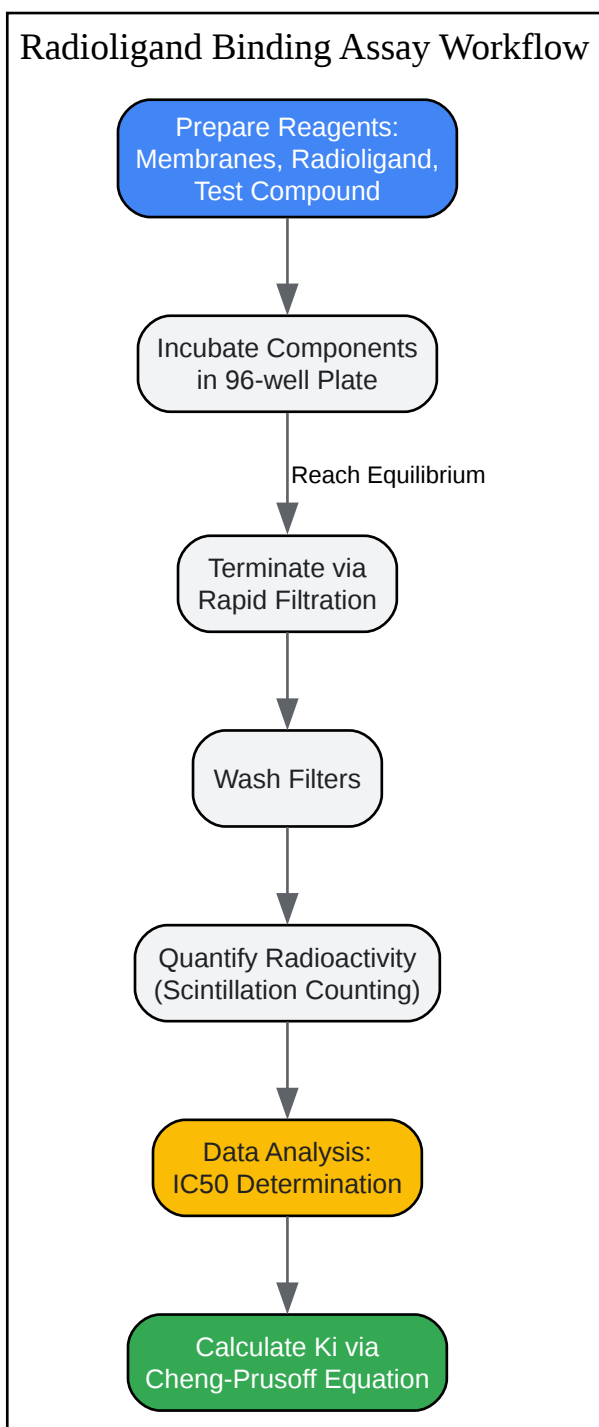 Radioligand Binding Assay Workflow
Prepare Reagents:
Membranes, Radioligand,
Test Compound
Incubate Components
in 96-well Plate
Reach Equilibrium
Terminate via
Rapid Filtration
Wash Filters
Quantify Radioactivity
(Scintillation Counting)
Data Analysis:
IC50 Determination
Calculate Ki via
Cheng-Prusoff Equation